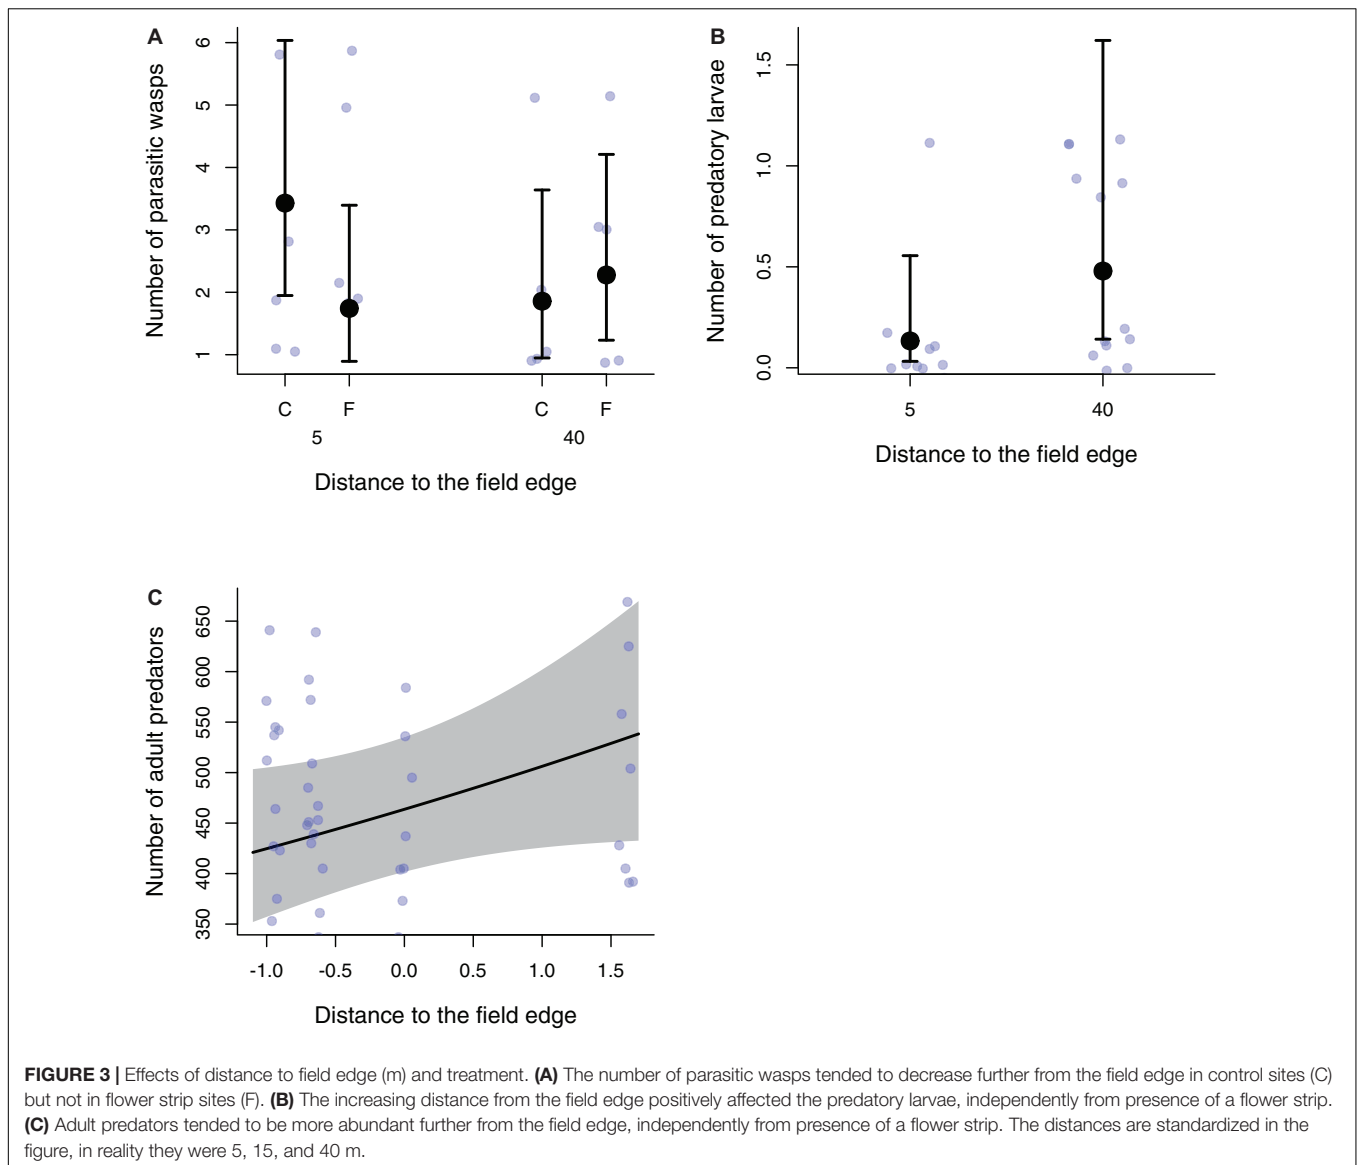 A
Number of parasitic wasps
6
5
4
3
2
1
C F C F
5 40
Distance to the field edge
B
Number of predatory larvae
1.5
1.0
0.5
0.0
5 40
Distance to the field edge
C
Number of adult predators
650
600
550
500
450
400
350
-1.0 -0.5 0.0 0.5 1.0 1.5
Distance to the field edge
FIGURE 3 | Effects of distance to field edge (m) and treatment. (A) The number of parasitic wasps tended to decrease further from the field edge in control sites (C)
but not in flower strip sites (F). (B) The increasing distance from the field edge positively affected the predatory larvae, independently from presence of a flower strip.
(C) Adult predators tended to be more abundant further from the field edge, independently from presence of a flower strip. The distances are standardized in the
figure, in reality they were 5, 15, and 40 m.